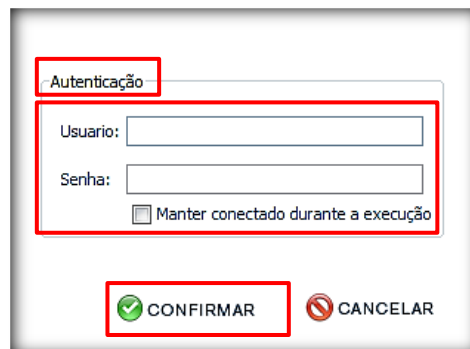 Autenticação
Usuario:
Senha:
Manter conectado durante a execução
CONFIRMAR CANCELAR